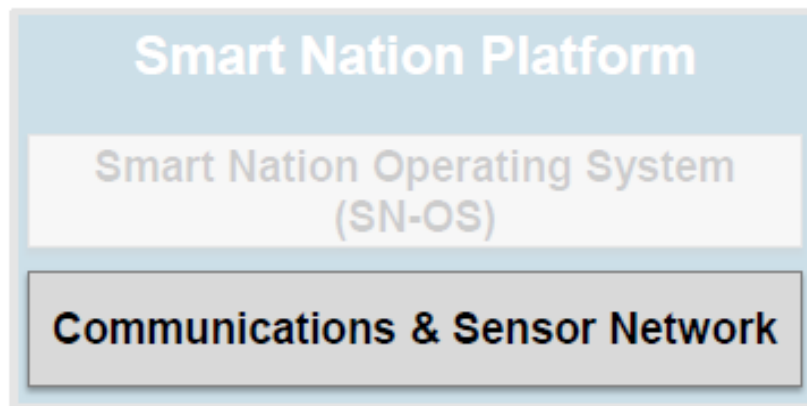 Smart Nation Platform
Smart Nation Operating System
(SN-OS)
Communications & Sensor Network